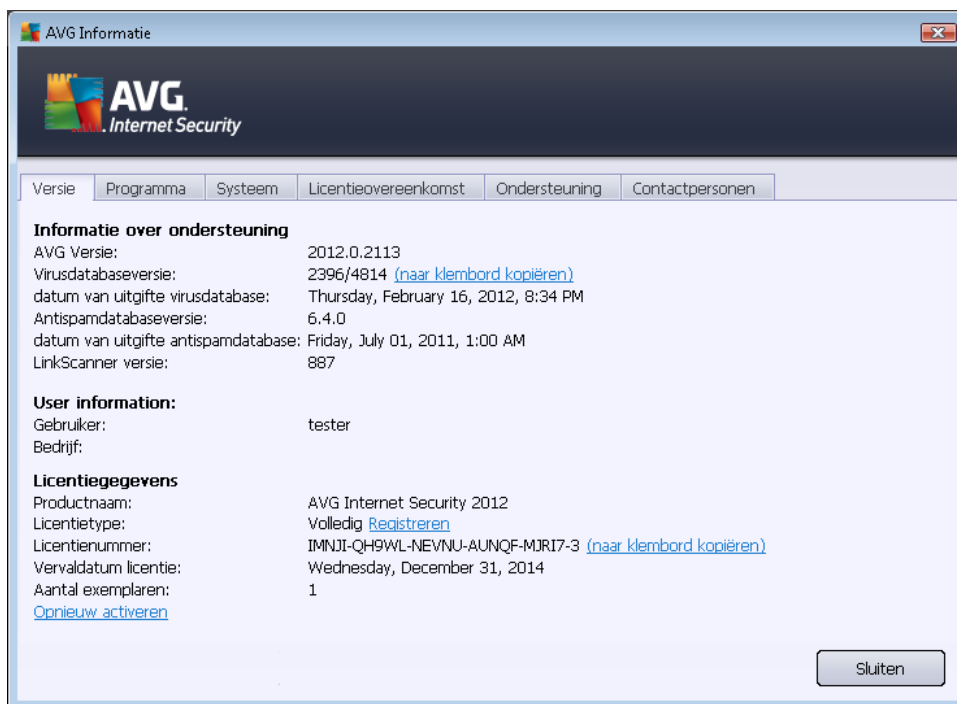 AVG Informatie
AVG.
Internet Security
Versie Programma Systeem Licentieovereenkomst Ondersteuning Contactpersonen
Informatie over ondersteuning
AVG Versie: 2012.0.2113
Virusdatabaseversie: 2396/4814 (naar klembord kopiëren)
datum van uitgifte virusdatabase: Thursday, February 16, 2012, 8:34 PM
Antispamdatabaseversie: 6.4.0
datum van uitgifte antispamdatabase: Friday, July 01, 2011, 1:00 AM
LinkScanner versie: 887
User information:
Gebruiker: tester
Bedrijf:
Licentiegegevens
Productnaam: AVG Internet Security 2012
Licentietype: Volledig Registreren
Licentienummer: IMNJI-QH9WL-NEVNU-AUNQF-MJRI7-3 (naar klembord kopiëren)
Vervaldatum licentie: Wednesday, December 31, 2014
Aantal exemplaren: 1
Opnieuw activeren
Sluiten